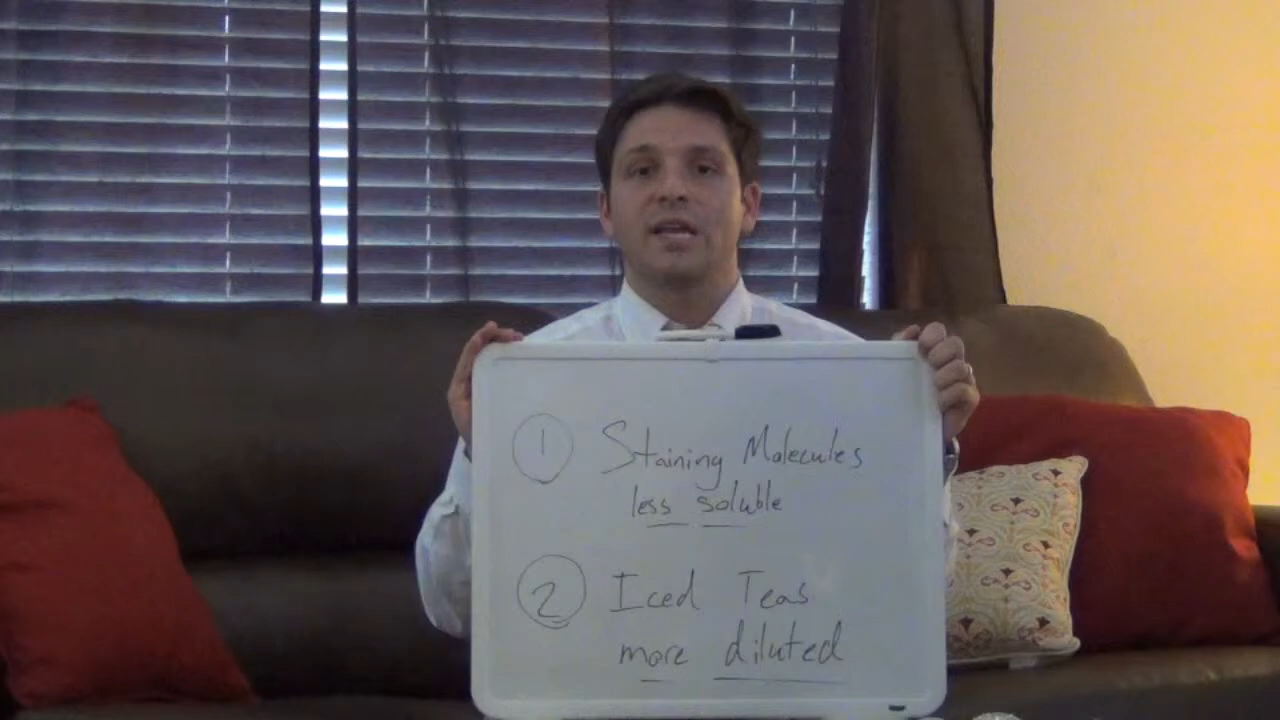 1 Staining Molecules
less soluble
2 Iced Teas
more diluted